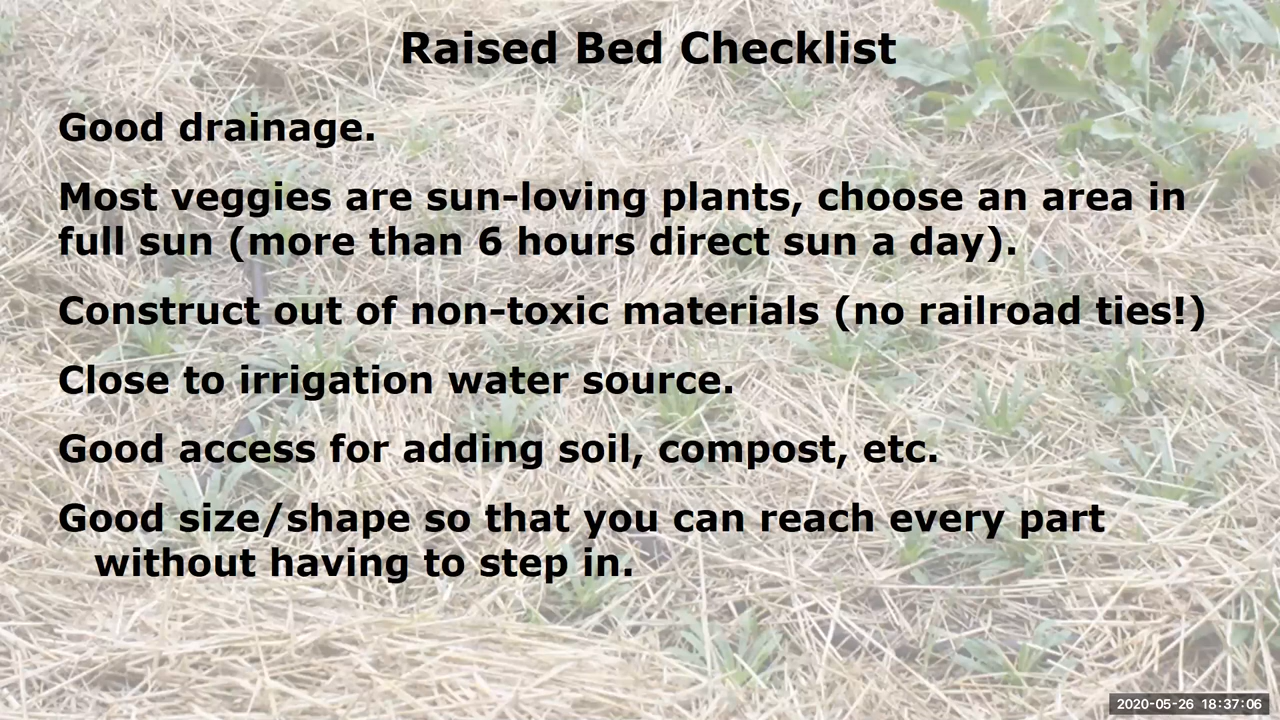 Raised Bed Checklist
Good drainage.
Most veggies are sun-loving plants, choose an area in
full sun (more than 6 hours direct sun a day).
Construct out of non-toxic materials (no railroad ties!)
Close to irrigation water source.
Good access for adding soil, compost, etc.
Good size/shape so that you can reach every part
without having to step in.
2020-05-26 18:37:06